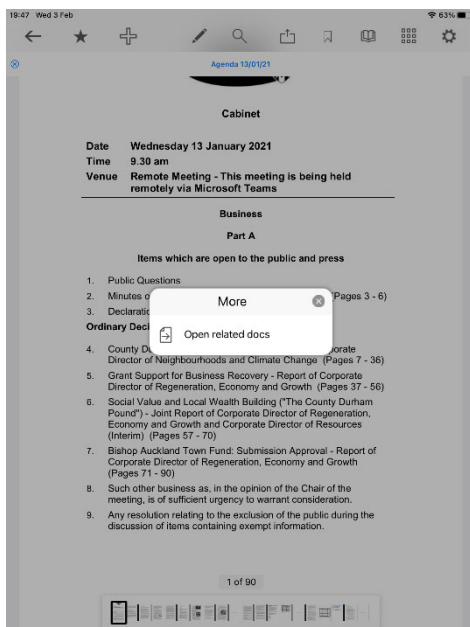 19:47 Wed 3 Feb
63%
Agenda 13/01/21
Cabinet
Date Wednesday 13 January 2021
Time 9.30 am
Venue Remote Meeting - This meeting is being held
remotely via Microsoft Teams
Business
Part A
Items which are open to the public and press
1. Public Questions
2. Minutes o (Pages 3 - 6)
3. Declaratio
More
Ordinary Deci
Open related docs
4. County D orporate
Director of Neighbourhoods and Climate Change (Pages 7 - 36)
5. Grant Support for Business Recovery - Report of Corporate
Director of Regeneration, Economy and Growth (Pages 37 - 56)
6. Social Value and Local Wealth Building ("The County Durham
Pound") - Joint Report of Corporate Director of Regeneration,
Economy and Growth and Corporate Director of Resources
(Interim) (Pages 57 - 70)
7. Bishop Auckland Town Fund: Submission Approval - Report of
Corporate Director of Regeneration, Economy and Growth
(Pages 71 - 90)
8. Such other business as, in the opinion of the Chair of the
meeting, is of sufficient urgency to warrant consideration.
9. Any resolution relating to the exclusion of the public during the
discussion of items containing exempt information.
1 of 90